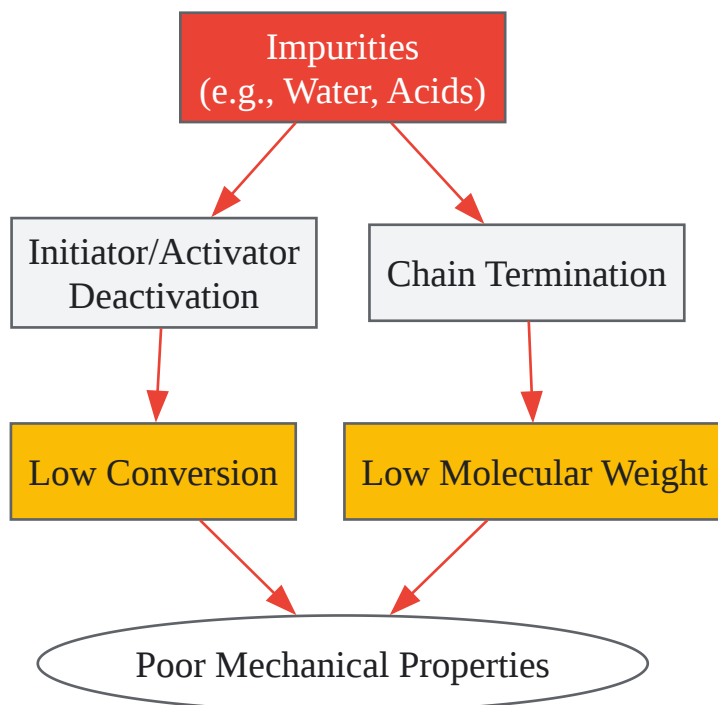 Impurities
(e.g., Water, Acids)
Initiator/Activator
Deactivation
Chain Termination
Low Conversion
Low Molecular Weight
Poor Mechanical Properties